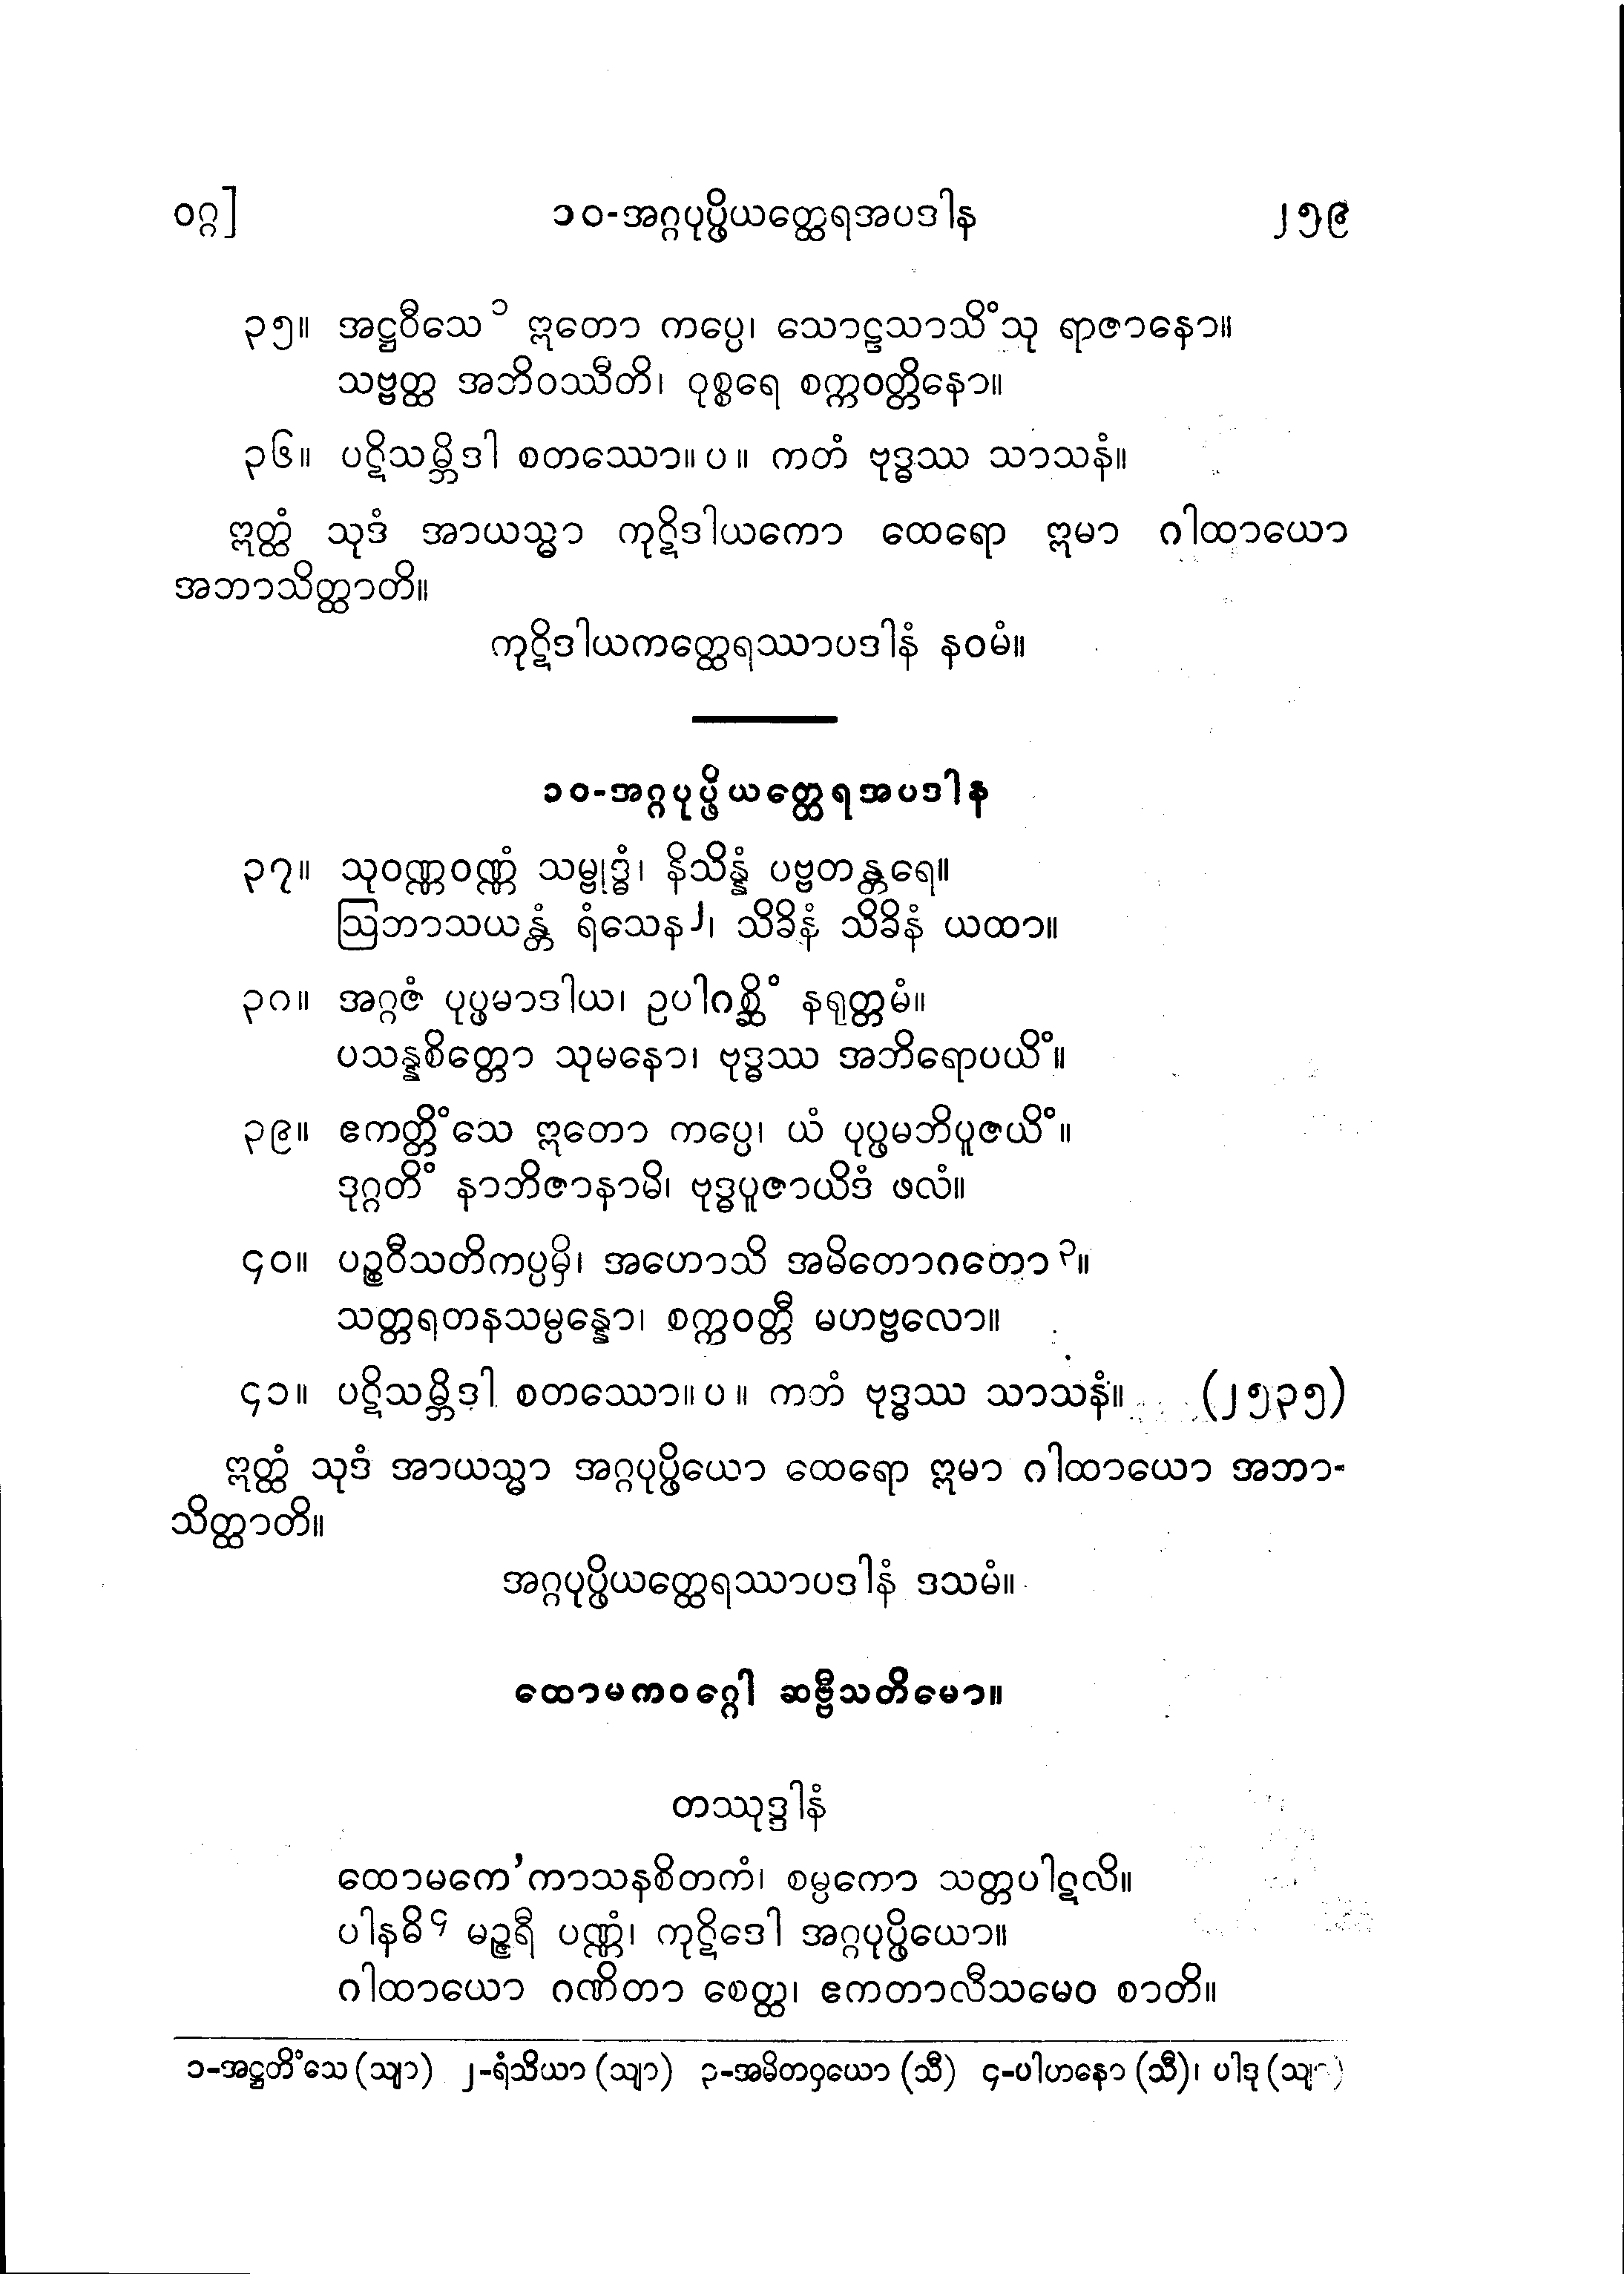 ဝဂ္ဂ] ၁၀-အဂ္ဂပုပ္ဖိယတ္ထေရအပဒါန ၂၅၉
၃၅။ အဋ္ဌဝီသေ ၁ ဣတော ကပ္ပေ၊ သောဠသာသိံသု ရာဇာနော။
သဗ္ဗတ္ထ အဘိဝဿီတိ၊ ဝုစ္စရေ စက္ကဝတ္တိနော။
၃၆။ ပဋိသမ္ဘိဒါ စတဿော။ ပ ။ ကတံ ဗုဒ္ဓဿ သာသနံ။
ဣတ္ထံ သုဒံ အာယသ္မာ ကုဋိဒါယကော ထေရော ဣမာ ဂါထာယော
အဘာသိတ္ထာတိ။
ကုဋိဒါယကတ္ထေရဿာပဒါနံ နဝမံ။
၁၀-အဂ္ဂပုပ္ဖိယတ္ထေရအပဒါန
၃၇။ သုဝဏ္ဏဝဏ္ဏံ သမ္ဗုဒ္ဓံ၊ နိသိန္နံ ပဗ္ဗတန္တရေ။
ဩဘာသယန္တံ ရံသေန ၂၊ သိခိနံ သိခိနံ ယထာ။
၃၈။ အဂ္ဂဇံ ပုပ္ဖမာဒါယ၊ ဥပါဂစ္ဆိံ နရုတ္တမံ။
ပသန္နစိတ္တော သုမနော၊ ဗုဒ္ဓဿ အဘိရောပယိံ။
၃၉။ ဧကတ္တိံသေ ဣတော ကပ္ပေ၊ ယံ ပုပ္ဖမဘိပူဇယိံ။
ဒုဂ္ဂတိံ နာဘိဇာနာမိ၊ ဗုဒ္ဓပူဇာယိဒံ ဖလံ။
၄၀။ ပဉ္စဝီသတိကပ္ပမှိ၊ အဟောသိ အမိတောဂတော ၃။
သတ္တရတနသမ္ပန္နော၊ စက္ကဝတ္တီ မဟဗ္ဗလော။
၄၁။ ပဋိသမ္ဘိဒါ စတဿော။ ပ ။ ကတံ ဗုဒ္ဓဿ သာသနံ။ (၂၅၃၅)
ဣတ္ထံ သုဒံ အာယသ္မာ အဂ္ဂပုပ္ဖိယော ထေရော ဣမာ ဂါထာယော အဘာ-
သိတ္ထာတိ။
အဂ္ဂပုပ္ဖိယတ္ထေရဿာပဒါနံ ဒသမံ။
ထောမကဝဂ္ဂေါ ဆဗ္ဗီသတိမော။
တဿုဒ္ဒါနံ
ထောမကေ’ကာသနစိတကံ၊ စမ္ပကော သတ္တပါဋလိ။
ပါနဓိ ၄ မဉ္ဇရီ ပဏ္ဏံ၊ ကုဋိဒေါ အဂ္ဂပုပ္ဖိယော။
ဂါထာယော ဂဏိတာ စေတ္ထ၊ ဧကတာလီသမေဝ စာတိ။
၁-အဋ္ဌတိံသေ (သျာ) ၂-ရံသိယာ (သျာ) ၃-အမိတဝှယော (သီ) ၄-ပါဟနော (သီ)၊ ပါဒု (သျာ)